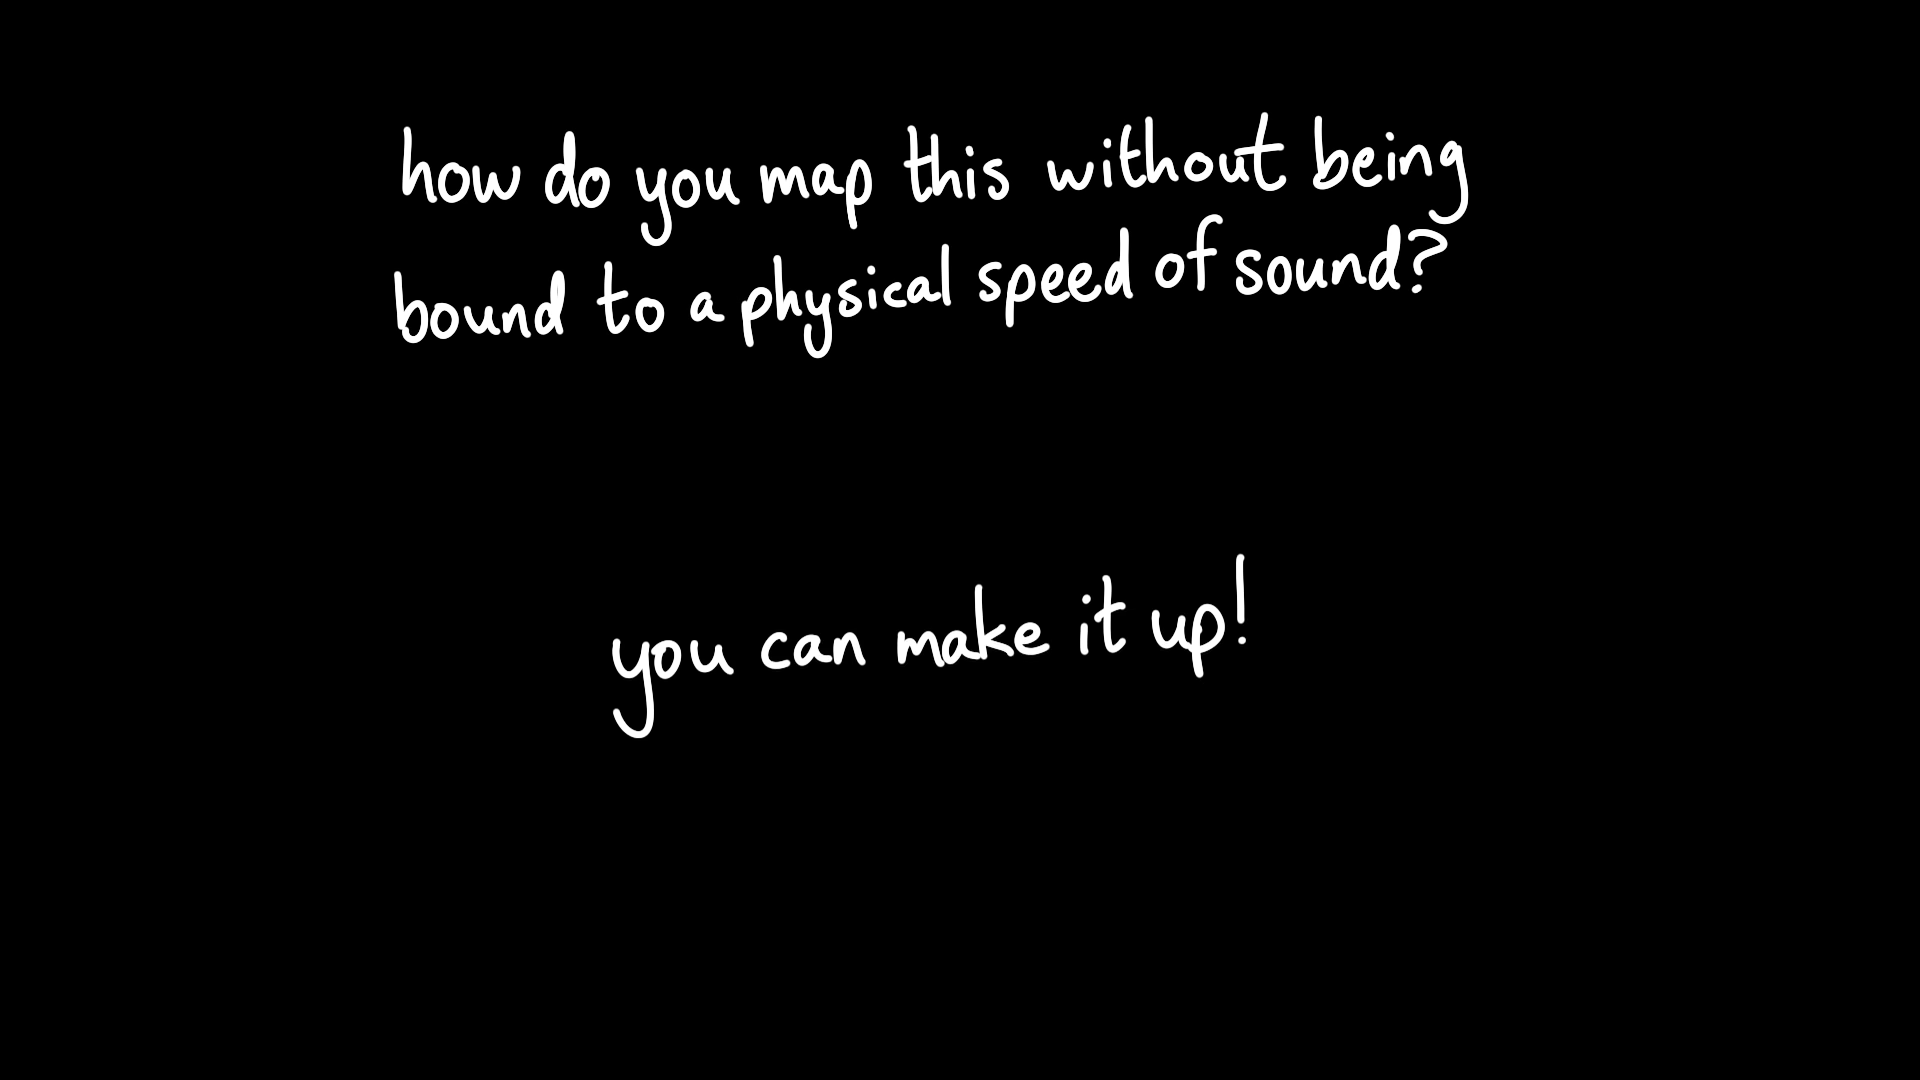 how do you map this without being
bound to a physical speed of sound?
you can make it up!